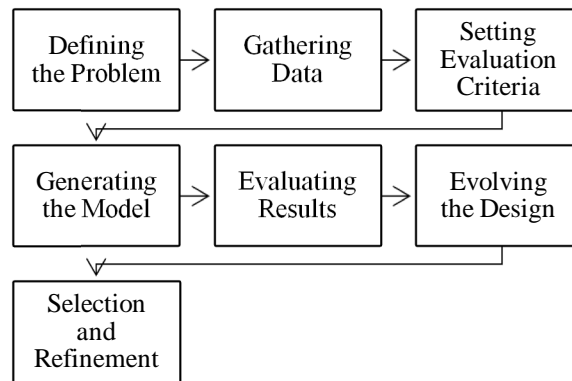 Defining
the Problem
Gathering
Data
Setting
Evaluation
Criteria
Generating
the Model
Evaluating
Results
Evolving
the Design
Selection
and
Refinement